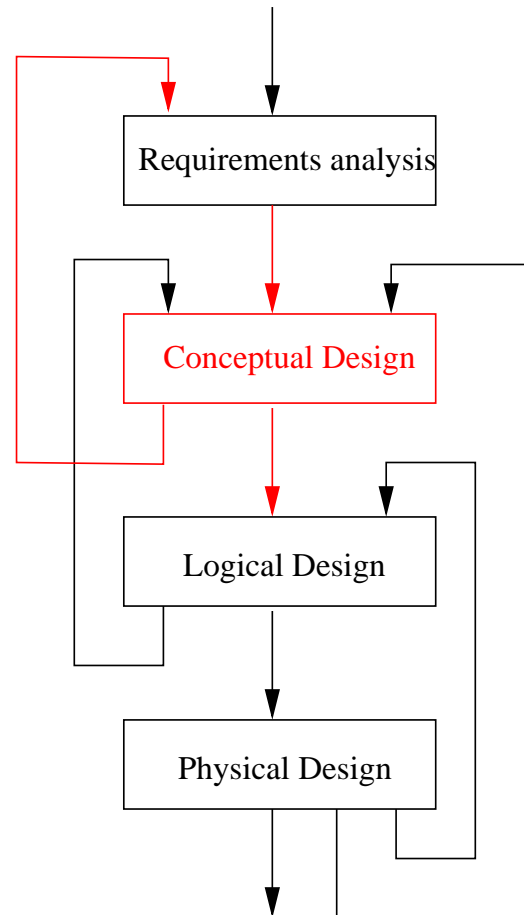 Requirements analysis
Conceptual Design
Logical Design
Physical Design